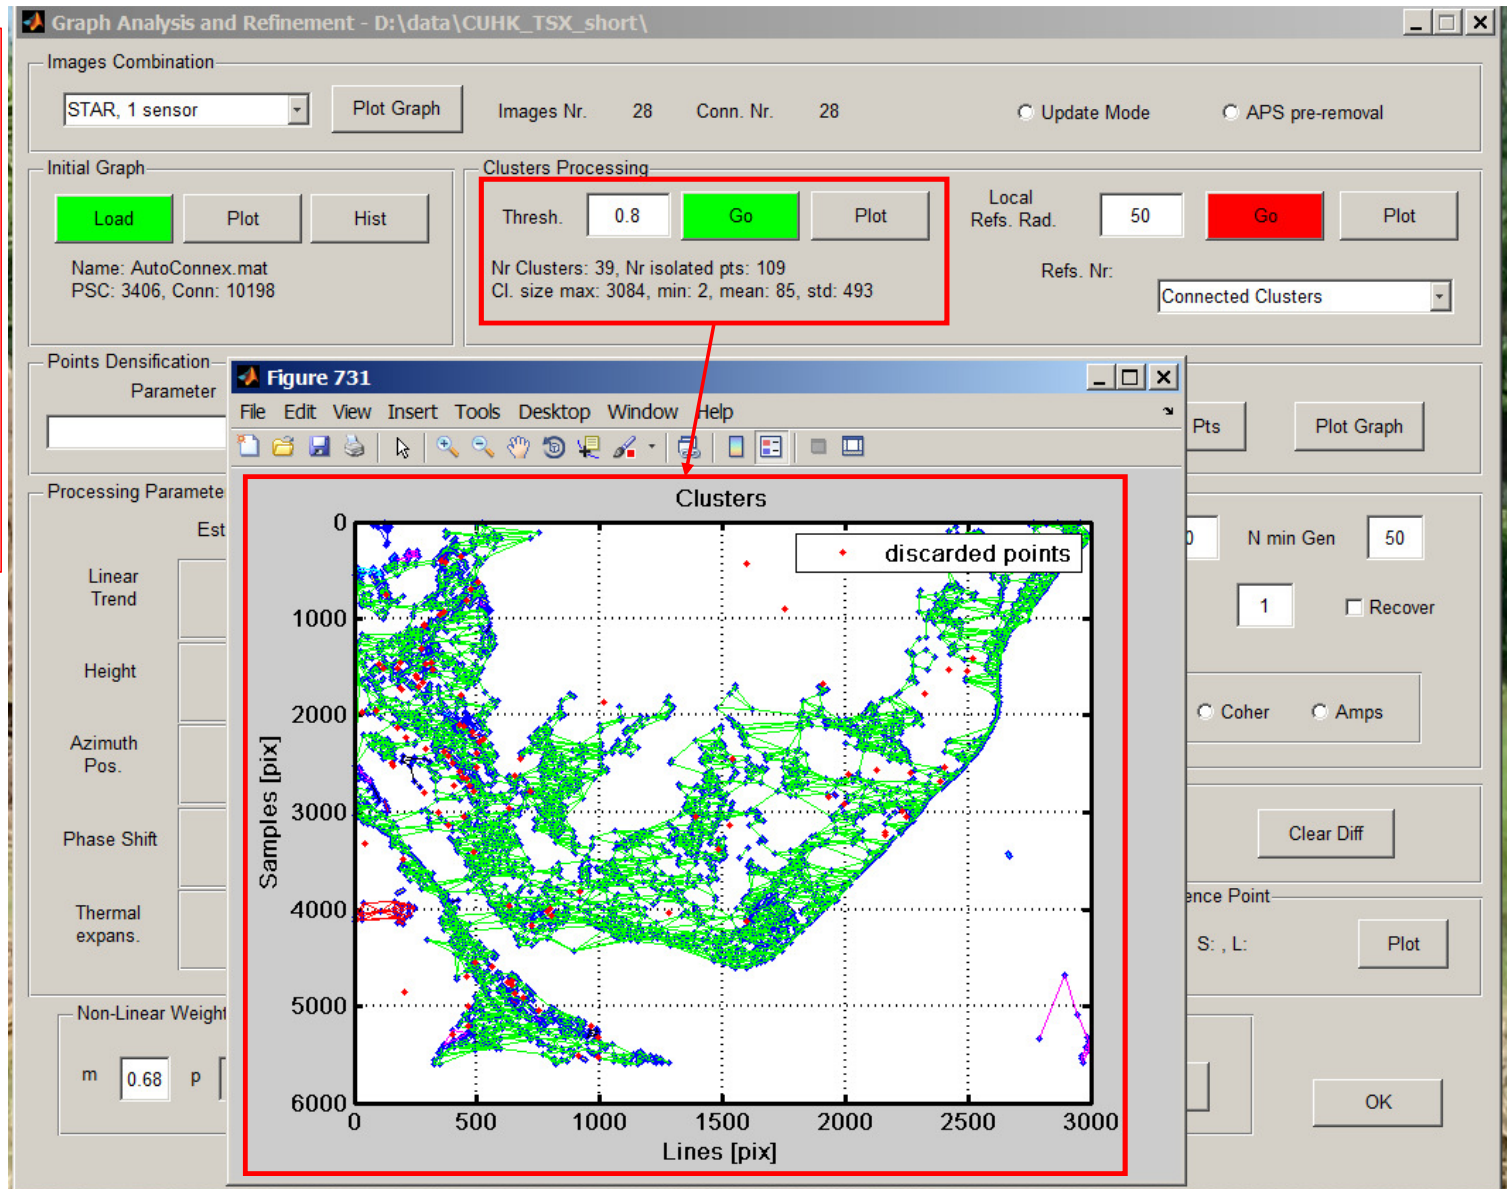 Graph Analysis and Refinement - D:\data\CUHK_TSX_short\
Images Combination
STAR, 1 sensor
Plot Graph
Images Nr. 28 Conn. Nr. 28
Update Mode
APS pre-removal
Initial Graph
Load
Plot
Hist
Name: AutoConnex.mat
PSC: 3406, Conn: 10198
Clusters Processing
Thresh. 0.8
Go
Plot
Nr Clusters: 39, Nr isolated pts: 109
Cl. size max: 3084, min: 2, mean: 85, std: 493
Local
Refs. Rad. 50
Go
Plot
Refs. Nr:
Connected Clusters
Points Densification
Parameter
Pts
Plot Graph
Figure 731
File Edit View Insert Tools Desktop Window Help
Clusters
discarded points
0
1000
2000
3000
4000
5000
6000
Samples [pix]
0 500 1000 1500 2000 2500 3000
Lines [pix]
Processing Paramete
Est
Linear
Trend
Height
Azimuth
Pos.
Phase Shift
Thermal
expans.
0 N min Gen 50
1
Recover
Coher
Amps
Clear Diff
ence Point
S: , L:
Plot
Non-Linear Weight
m 0.68 p
OK